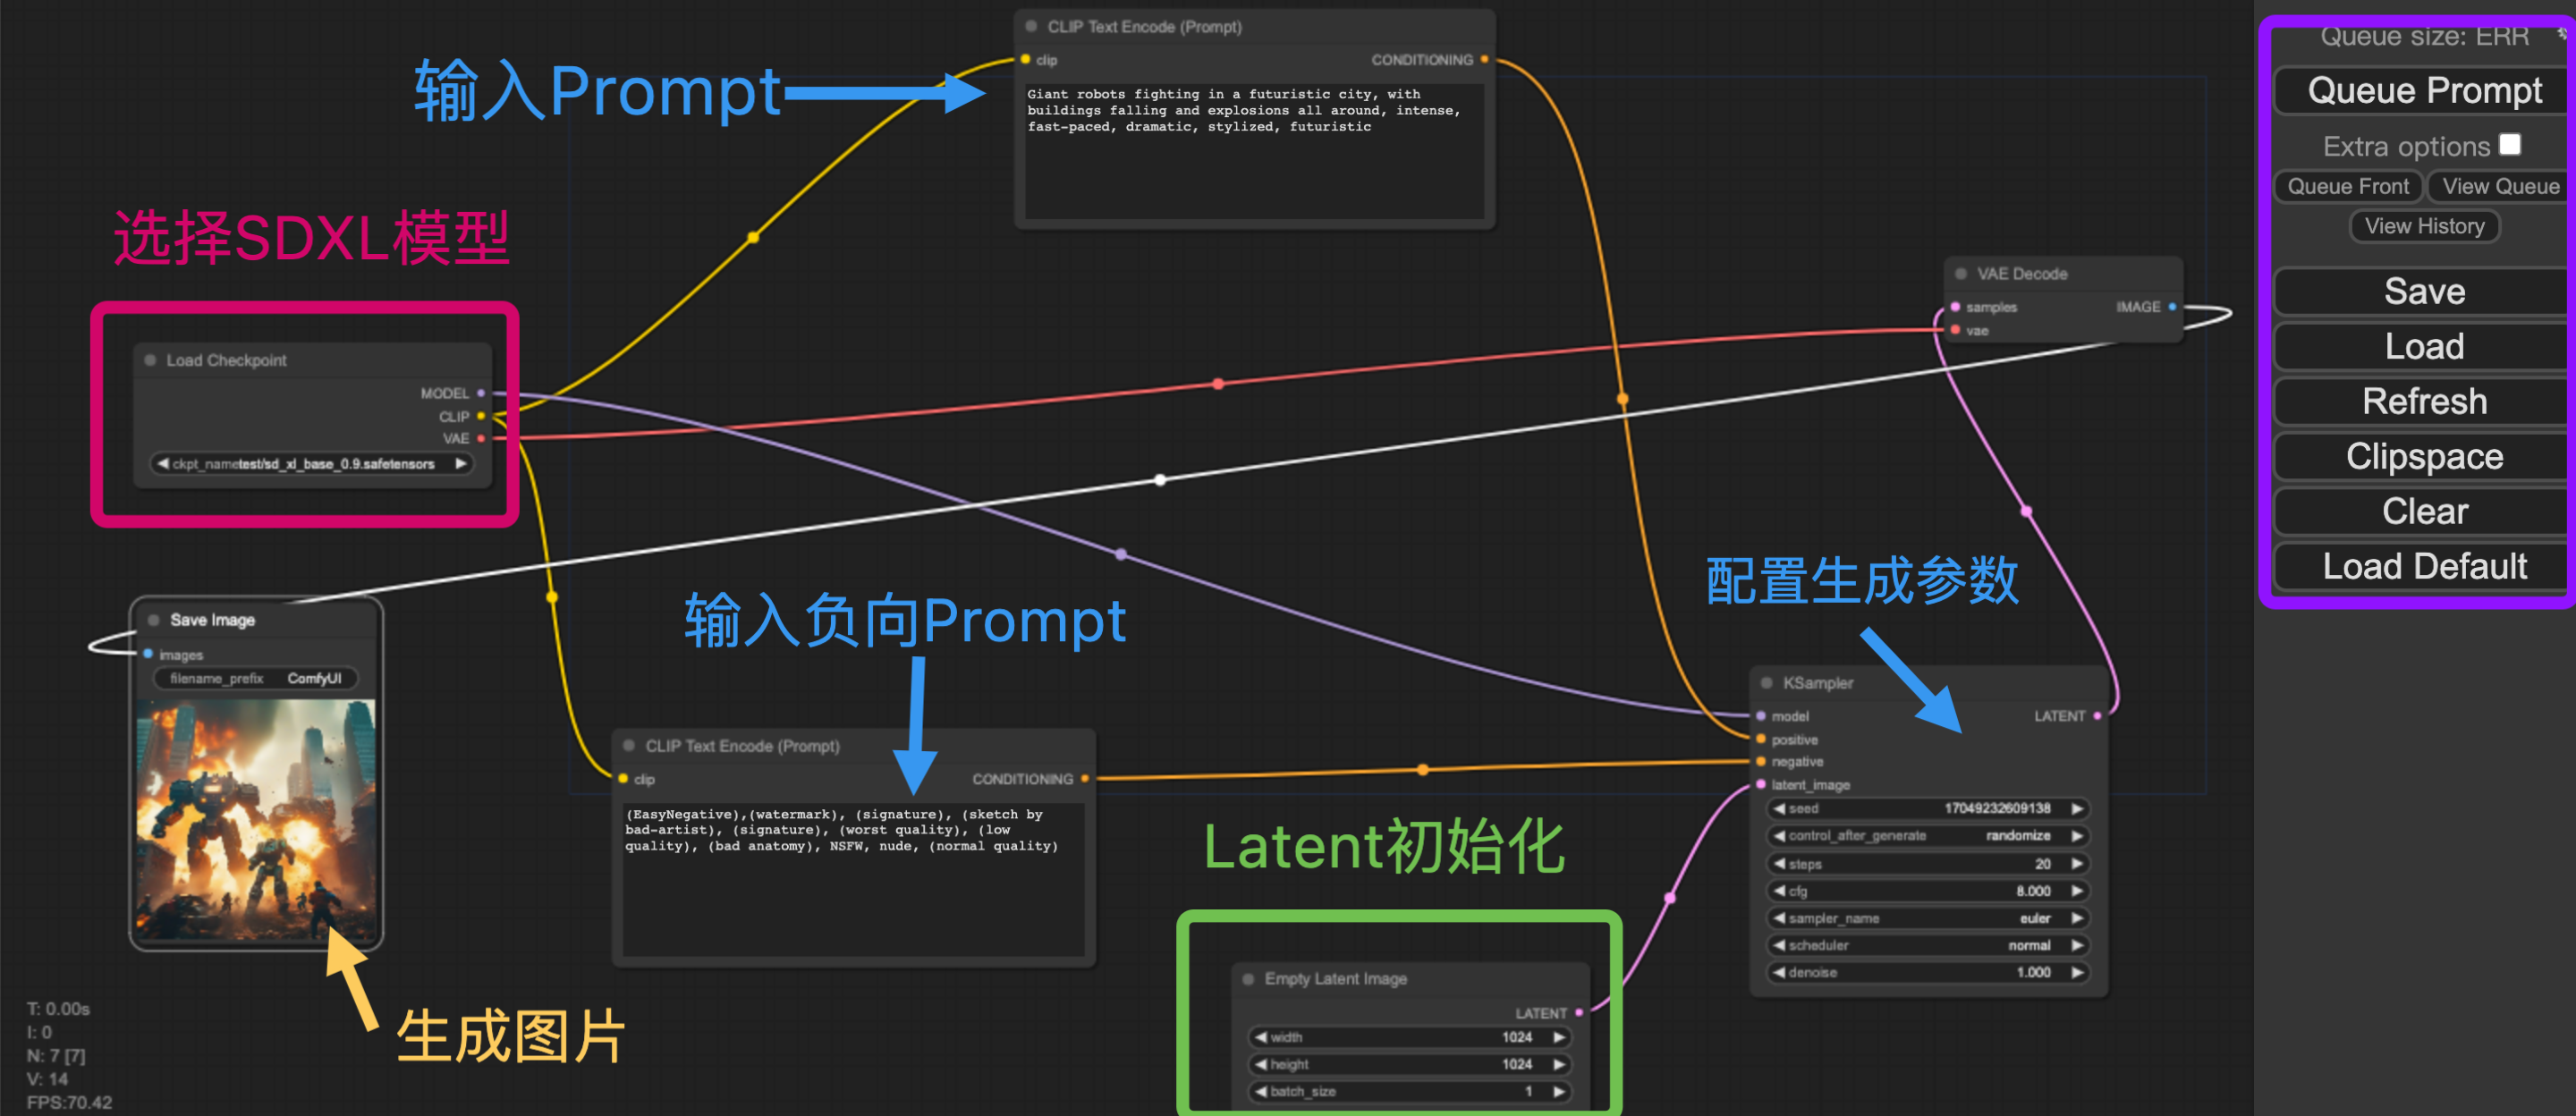 CLIP Text Encode (Prompt)
clip
CONDITIONING
Giant robots fighting in a futuristic city, with
buildings falling and explosions all around, intense,
fast-paced, dramatic, stylized, futuristic
输入Prompt
选择SDXL模型
Load Checkpoint
MODEL
CLIP
VAE
ckpt_nametest/sd_xl_base_0.9.safetensors
VAE Decode
samples
IMAGE
vae
Save Image
images
filename_prefix ComfyUI
生成图片
输入负向Prompt
CLIP Text Encode (Prompt)
clip
CONDITIONING
(EasyNegative),(watermark), (signature), (sketch by
bad-artist), (signature), (worst quality), (low
quality), (bad anatomy), NSFW, nude, (normal quality)
Latent初始化
Empty Latent Image
LATENT
width 1024
height 1024
batch_size 1
配置生成参数
KSampler
model
LATENT
positive
negative
latent_image
seed 17049232609138
control_after_generate randomize
steps 20
cfg 8.000
sampler_name euler
scheduler normal
denoise 1.000
T: 0.00s
I: 0
N: 7 [7]
V: 14
FPS:70.42
Queue size: ERR
Queue Prompt
Extra options
Queue Front
View Queue
View History
Save
Load
Refresh
Clipspace
Clear
Load Default